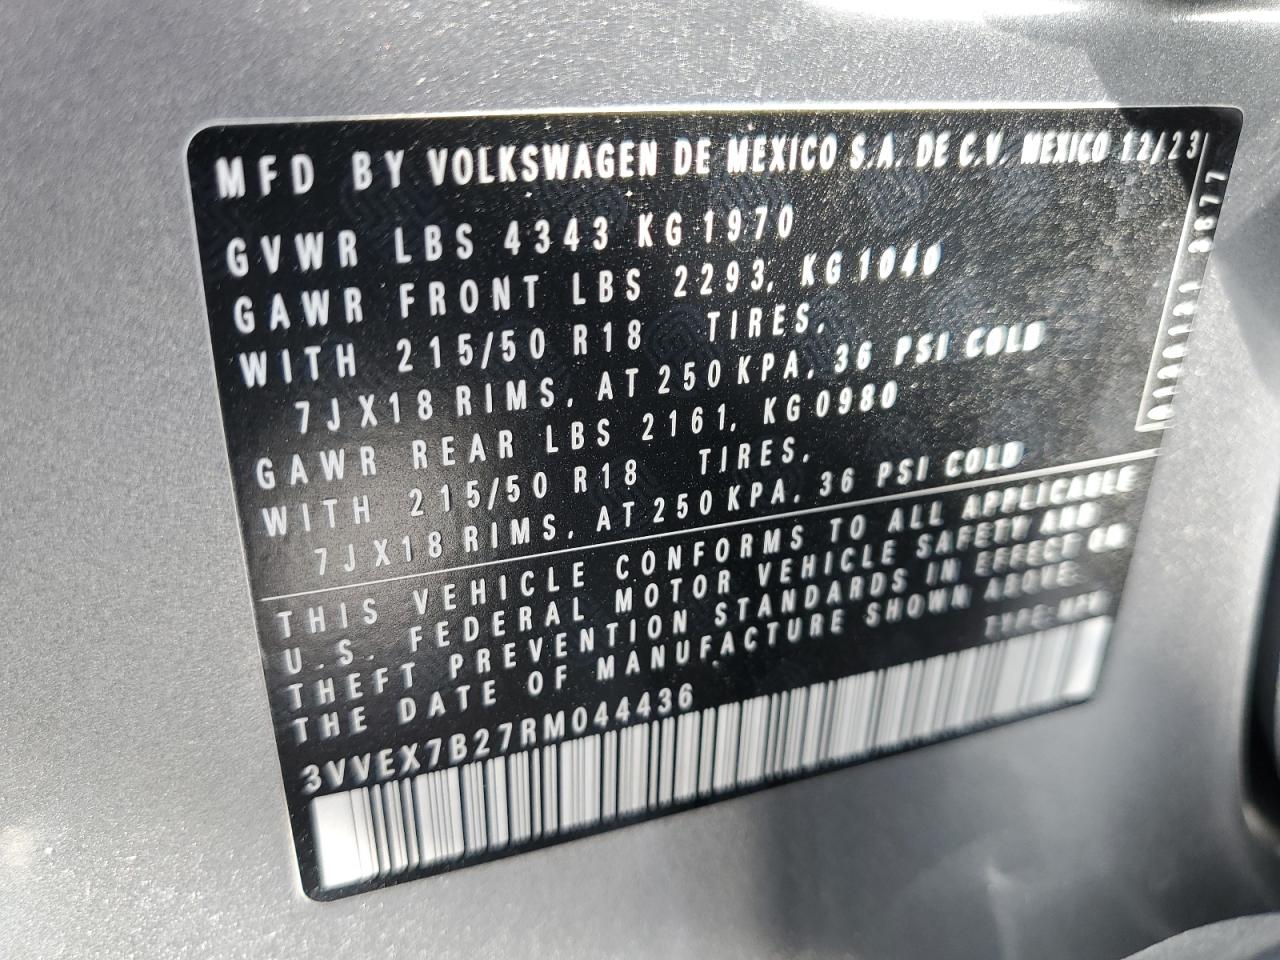 MFD BY VOLKSWAGEN DE MEXICO S.A. DE C.V. MEXICO 12/23
GVWR LBS 4343 KG 1970
GAWR FRONT LBS 2293, KG 1040
WITH 215/50 R18 TIRES,
7JX18 RIMS, AT 250 KPA, 36 PSI COLD
GAWR REAR LBS 2161, KG 0980
WITH 215/50 R18 TIRES,
7JX18 RIMS, AT 250 KPA, 36 PSI COLD
THIS VEHICLE CONFORMS TO ALL APPLICABLE
U.S. FEDERAL MOTOR VEHICLE SAFETY AND
THEFT PREVENTION STANDARDS IN EFFECT ON
THE DATE OF MANUFACTURE SHOWN ABOVE.
TYPE: MPV
3VVEX7B27RM044436